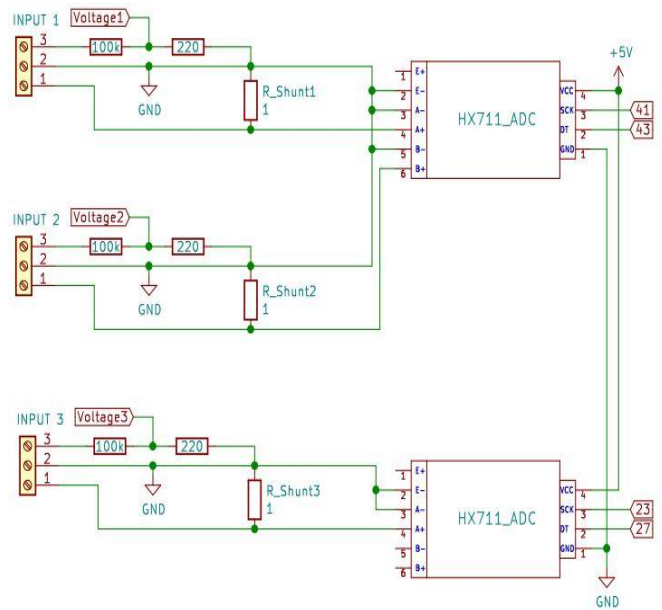 INPUT 1
Voltage1
3
100k
220
2
1
GND
R_Shunt1
1
1 E+
2 E-
3 A-
4 A+
5 B-
6 B+
HX711_ADC
VCC 4
SCK 3
DT 2
GND 1
+5V
41
43
INPUT 2
Voltage2
3
100k
220
2
1
GND
R_Shunt2
1
INPUT 3
Voltage3
3
100k
220
2
1
GND
R_Shunt3
1
1 E+
2 E-
3 A-
4 A+
5 B-
6 B+
HX711_ADC
VCC 4
SCK 3
DT 2
GND 1
23
27
GND